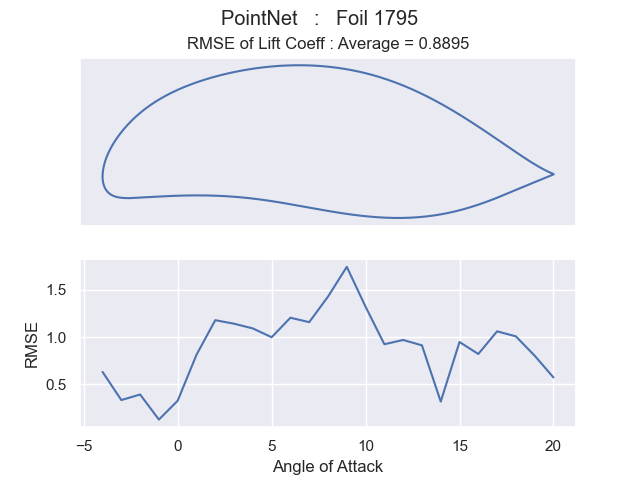 PointNet   :   Foil 1795
RMSE of Lift Coeff : Average = 0.8895
1.5
1.0
0.5
RMSE
−5 0 5 10 15 20
Angle of Attack